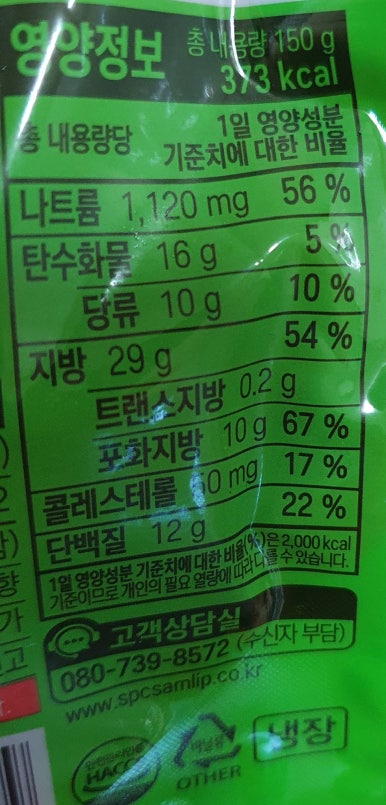 영양정보 총 내용량 150 g
373 kcal
총 내용량당 1일 영양성분
기준치에 대한 비율
나트륨 1,120 mg 56 %
탄수화물 16 g 5 %
당류 10 g 10 %
지방 29 g 54 %
트랜스지방 0.2 g
포화지방 10 g 67 %
콜레스테롤 50 mg 17 %
단백질 12 g 22 %
1일 영양성분 기준치에 대한 비율(%)은 2,000 kcal
기준이므로 개인의 필요 열량에 따라 다를 수 있습니다.
고객상담실
080-739-8572 (수신자 부담)
www.spcsamlip.co.kr
HACCP
비닐류
OTHER
냉장